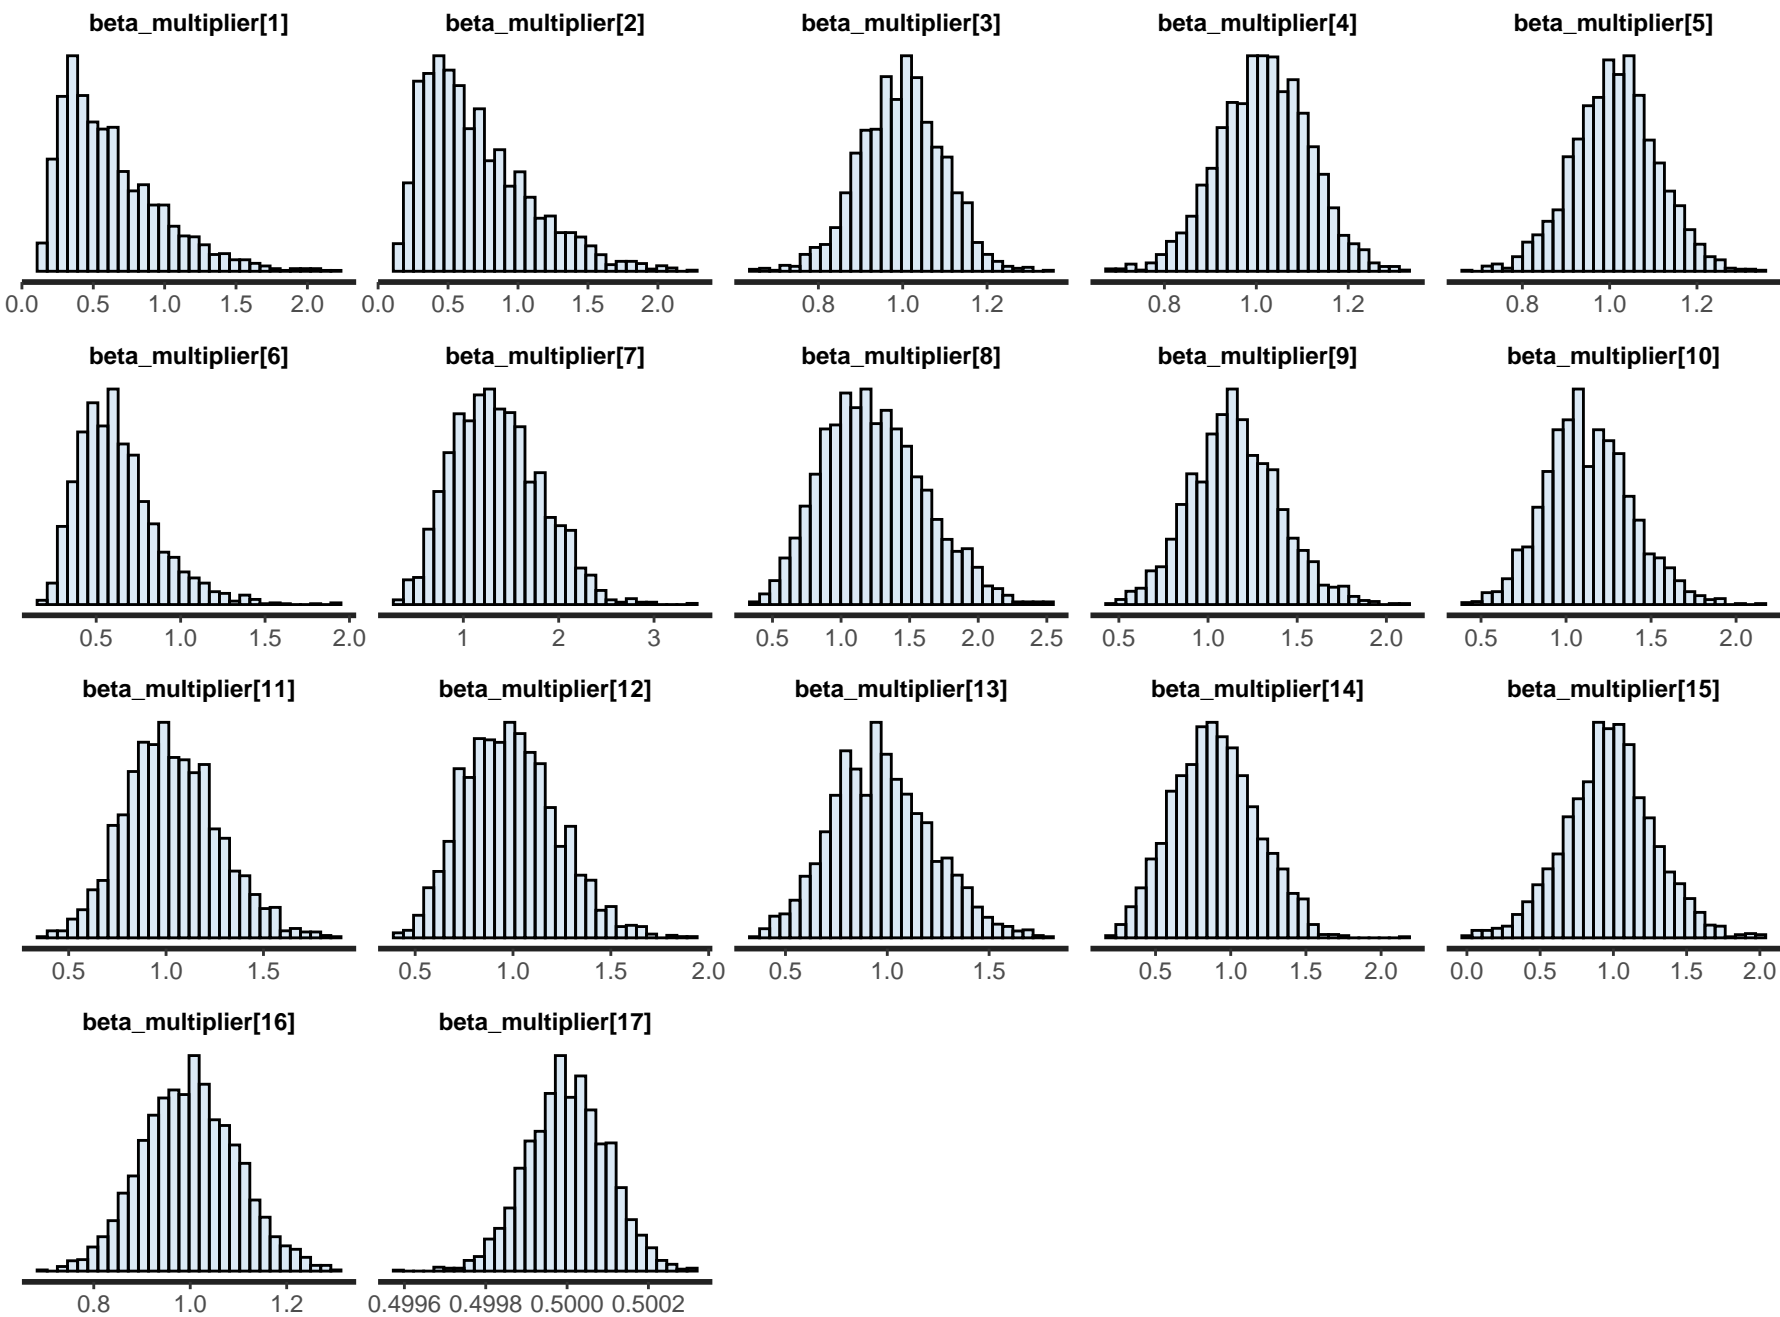 beta_multiplier[1] beta_multiplier[2] beta_multiplier[3] beta_multiplier[4] beta_multiplier[5]
0.0 0.5 1.0 1.5 2.0 0.0 0.5 1.0 1.5 2.0 0.8 1.0 1.2 0.8 1.0 1.2 0.8 1.0 1.2
beta_multiplier[6] beta_multiplier[7] beta_multiplier[8] beta_multiplier[9] beta_multiplier[10]
0.5 1.0 1.5 2.0 1 2 3 0.5 1.0 1.5 2.0 2.5 0.5 1.0 1.5 2.0 0.5 1.0 1.5 2.0
beta_multiplier[11] beta_multiplier[12] beta_multiplier[13] beta_multiplier[14] beta_multiplier[15]
0.5 1.0 1.5 0.5 1.0 1.5 2.0 0.5 1.0 1.5 0.5 1.0 1.5 2.0 0.0 0.5 1.0 1.5 2.0
beta_multiplier[16] beta_multiplier[17]
0.8 1.0 1.2 0.4996 0.4998 0.5000 0.5002